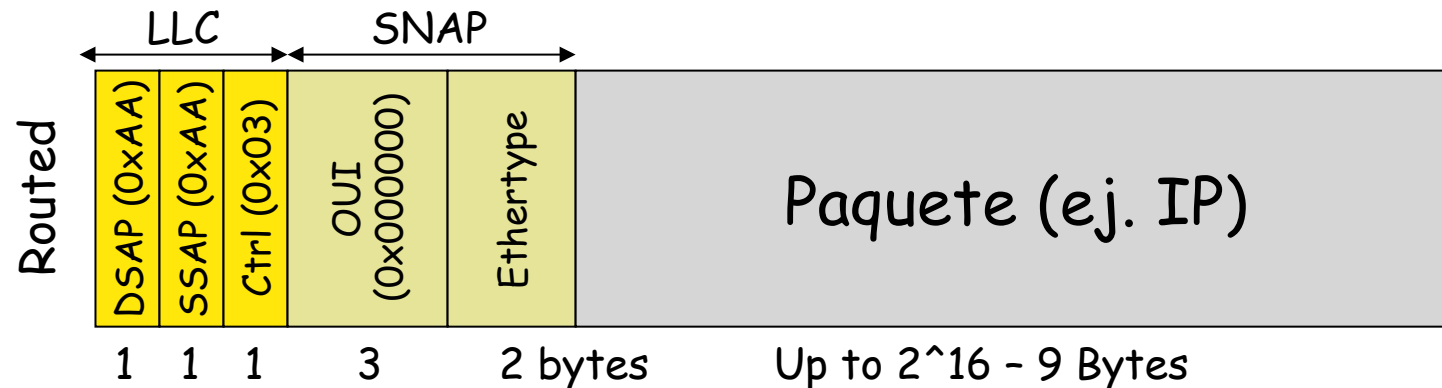 LLC
SNAP
Routed
DSAP (0xAA)
SSAP (0xAA)
Ctrl (0x03)
OUI
(0x000000)
Ethertype
Paquete (ej. IP)
1 1 1 3 2 bytes Up to 2^16 – 9 Bytes